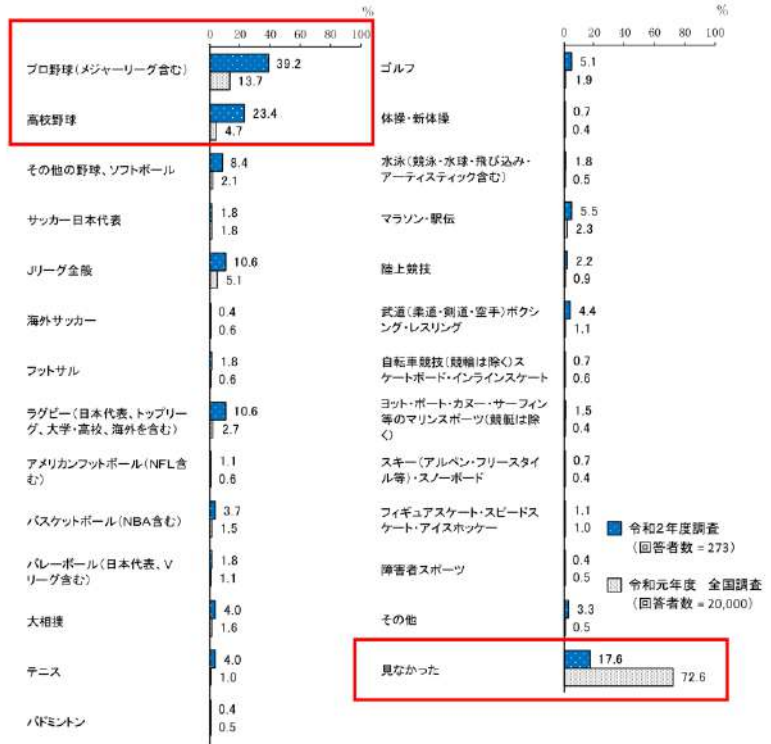 %
0 20 40 60 80 100
プロ野球(メジャーリーグ含む)
39.2
13.7
高校野球
23.4
4.7
その他の野球、ソフトボール
8.4
2.1
サッカー日本代表
1.8
1.8
Jリーグ全般
10.6
5.1
海外サッカー
0.4
0.6
フットサル
1.8
0.6
ラグビー(日本代表、トップリー
グ、大学・高校、海外を含む)
10.6
2.7
アメリカンフットボール(NFL含
む)
1.1
0.6
バスケットボール(NBA含む)
3.7
1.5
バレーボール(日本代表、V
リーグ含む)
1.8
1.1
大相撲
4.0
1.6
テニス
4.0
1.0
バドミントン
0.4
0.5
%
0 20 40 60 80 100
ゴルフ
5.1
1.9
体操・新体操
0.7
0.4
水泳(競泳・水球・飛び込み・
アーティスティック含む)
1.8
0.5
マラソン・駅伝
5.5
2.3
陸上競技
2.2
0.9
武道(柔道・剣道・空手)ボクシ
ング・レスリング
4.4
1.1
自転車競技(競輪は除く)ス
ケートボード・インラインスケート
0.7
0.6
ヨット・ボート・カヌー・サーフィン
等のマリンスポーツ(競艇は除
く)
1.5
0.4
スキー(アルペン・フリースタイ
ル等)・スノーボード
0.7
0.4
フィギュアスケート・スピードス
ケート・アイスホッケー
1.1
1.0
障害者スポーツ
0.4
0.5
その他
3.3
0.5
見なかった
17.6
72.6
令和2年度調査
(回答者数=273)
令和元年度 全国調査
(回答者数=20,000)